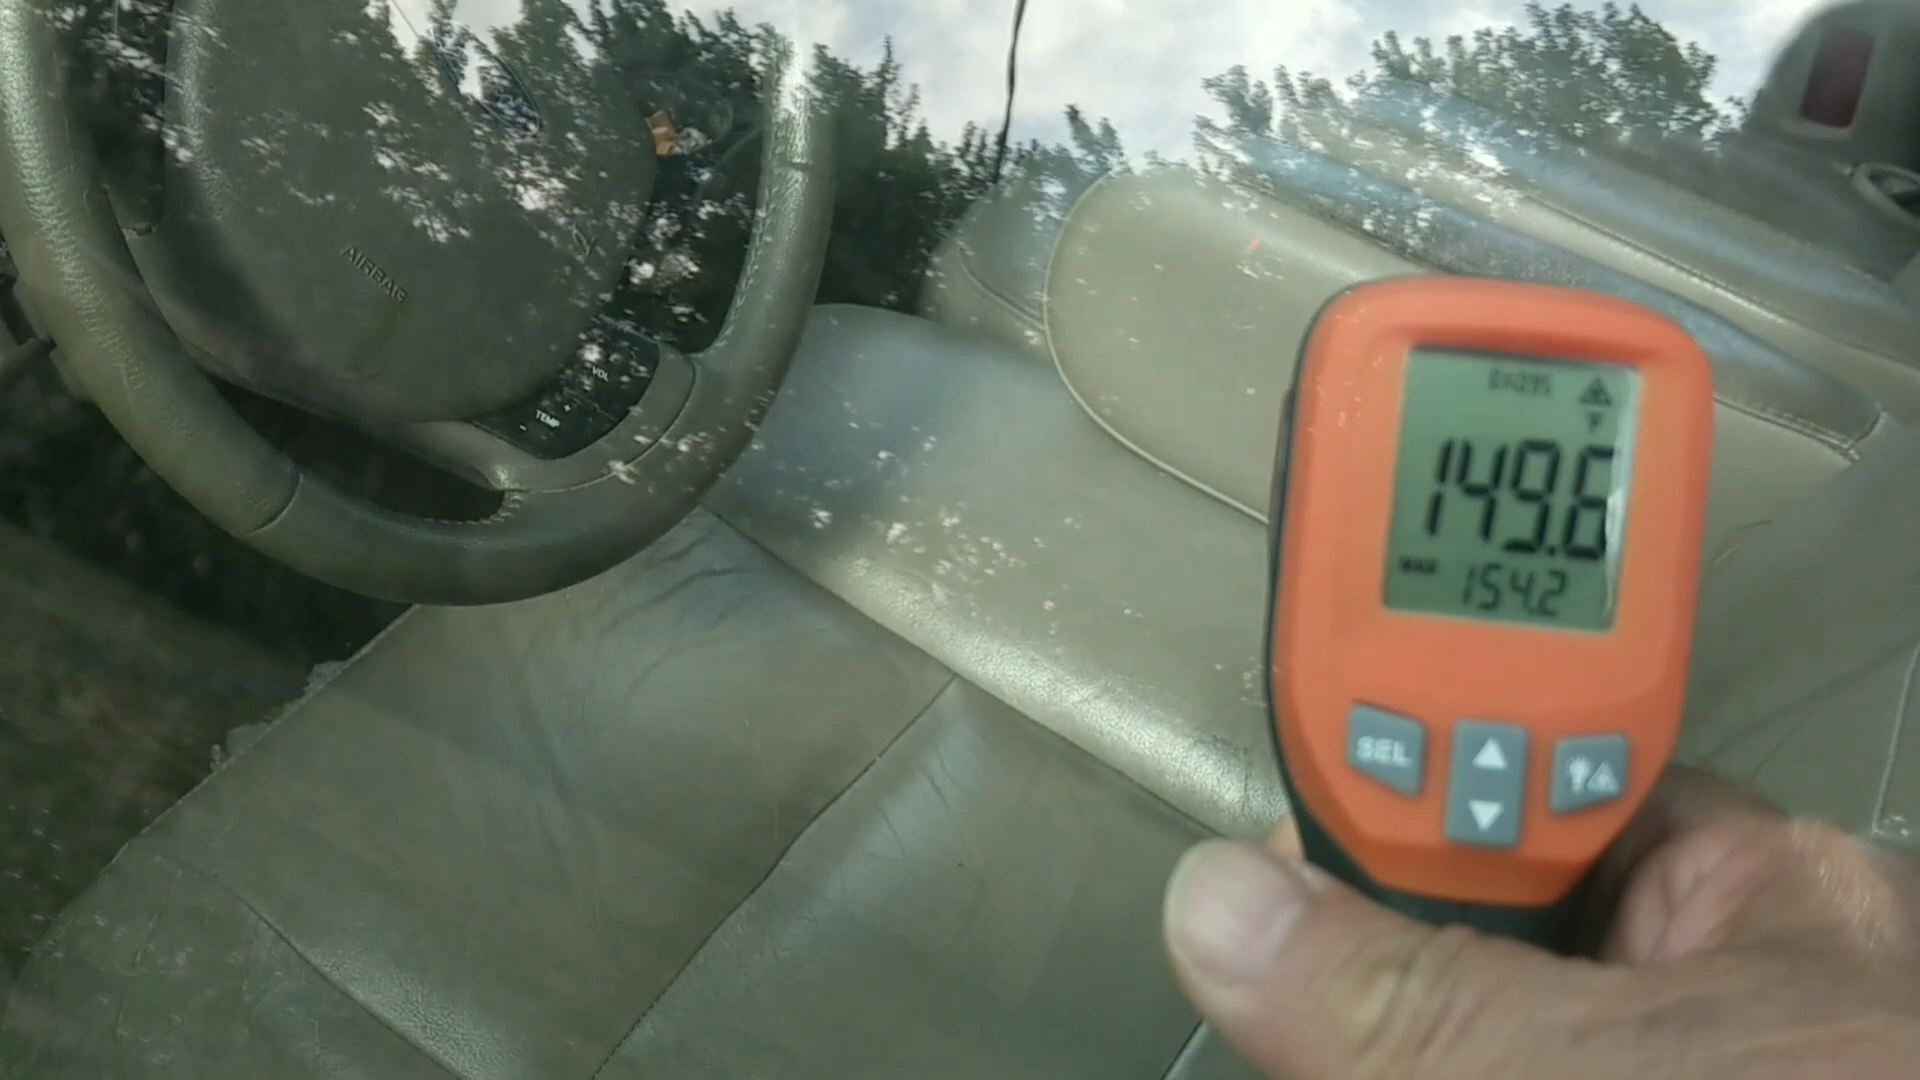 AIRBAG
VOL
+
TEMP
-
°F
149.6
MAX
154.2
SEL